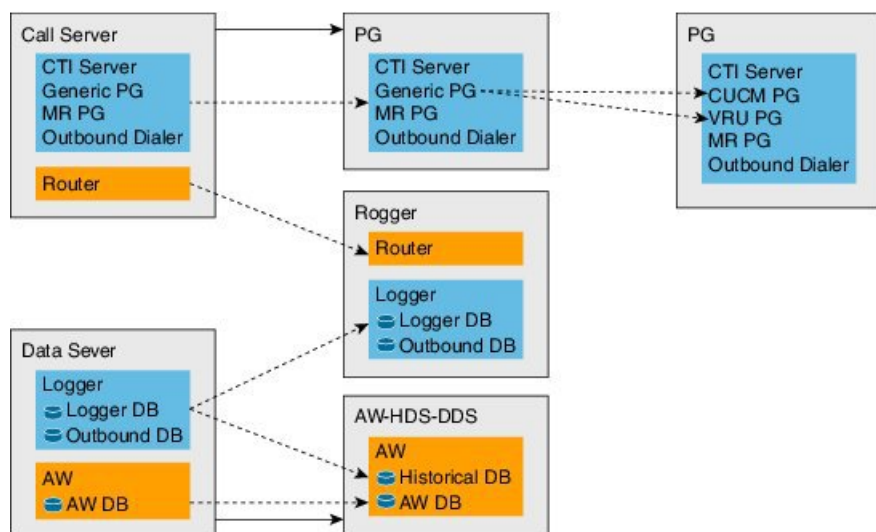 Call Server
CTI Server
Generic PG
MR PG
Outbound Dialer
Router
PG
CTI Server
Generic PG
MR PG
Outbound Dialer
PG
CTI Server
CUCM PG
VRU PG
MR PG
Outbound Dialer
Rogger
Router
Logger
Logger DB
Outbound DB
Data Sever
Logger
Logger DB
Outbound DB
AW
AW DB
AW-HDS-DDS
AW
Historical DB
AW DB